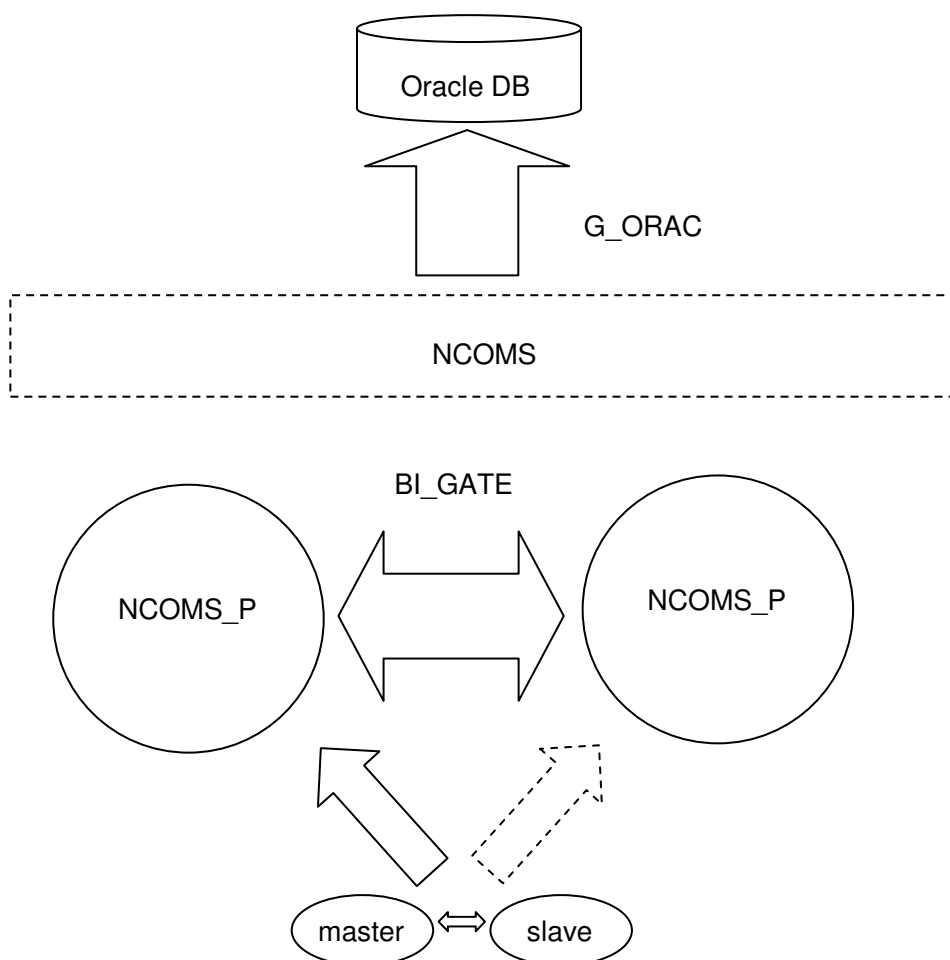 Oracle DB
G_ORAC
NCOMS
BI_GATE
NCOMS_P
NCOMS_P
master
slave